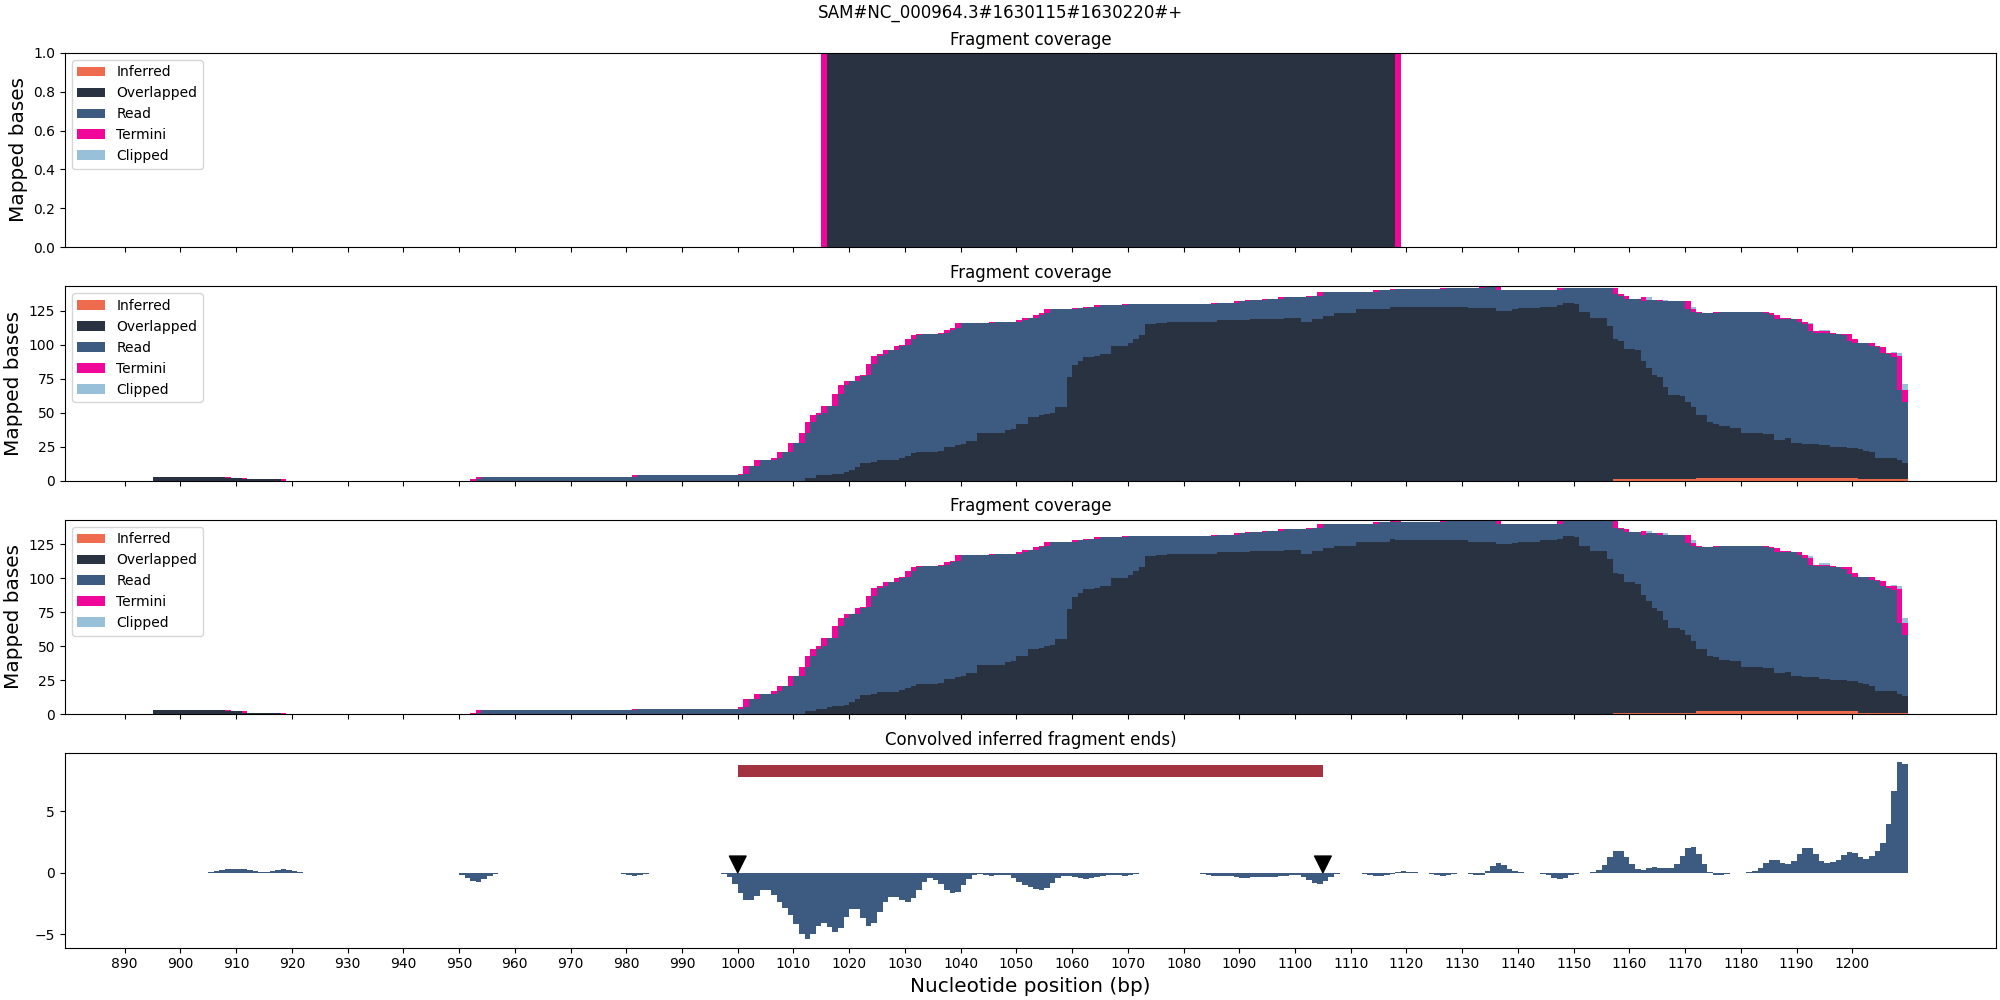 SAM#NC_000964.3#1630115#1630220#+
Fragment coverage
Mapped bases
1.0
0.8
0.6
0.4
0.2
0.0
Inferred
Overlapped
Read
Termini
Clipped
Fragment coverage
Mapped bases
125
100
75
50
25
0
Inferred
Overlapped
Read
Termini
Clipped
Fragment coverage
Mapped bases
125
100
75
50
25
0
Inferred
Overlapped
Read
Termini
Clipped
Convolved inferred fragment ends)
5
0
−5
890 900 910 920 930 940 950 960 970 980 990 1000 1010 1020 1030 1040 1050 1060 1070 1080 1090 1100 1110 1120 1130 1140 1150 1160 1170 1180 1190 1200
Nucleotide position (bp)